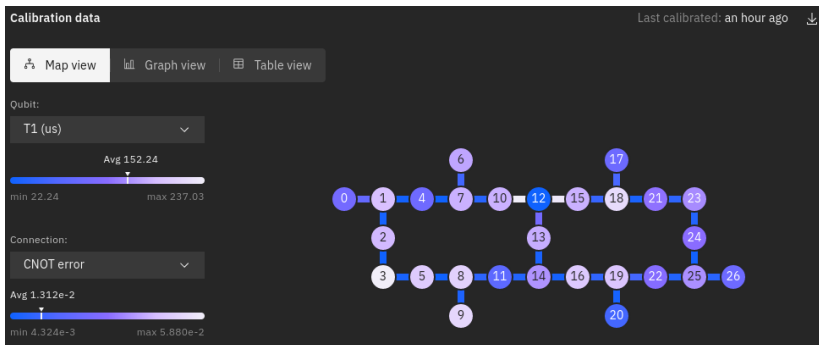 Calibration data
Last calibrated: an hour ago
Map view Graph view Table view
Qubit:
T1 (us)
Avg 152.24
min 22.24 max 237.03
Connection:
CNOT error
Avg 1.312e-2
min 4.324e-3 max 5.880e-2
6 17
0 1 4 7 10 12 15 18 21 23
2 13 24
3 5 8 11 14 16 19 22 25 26
9 20